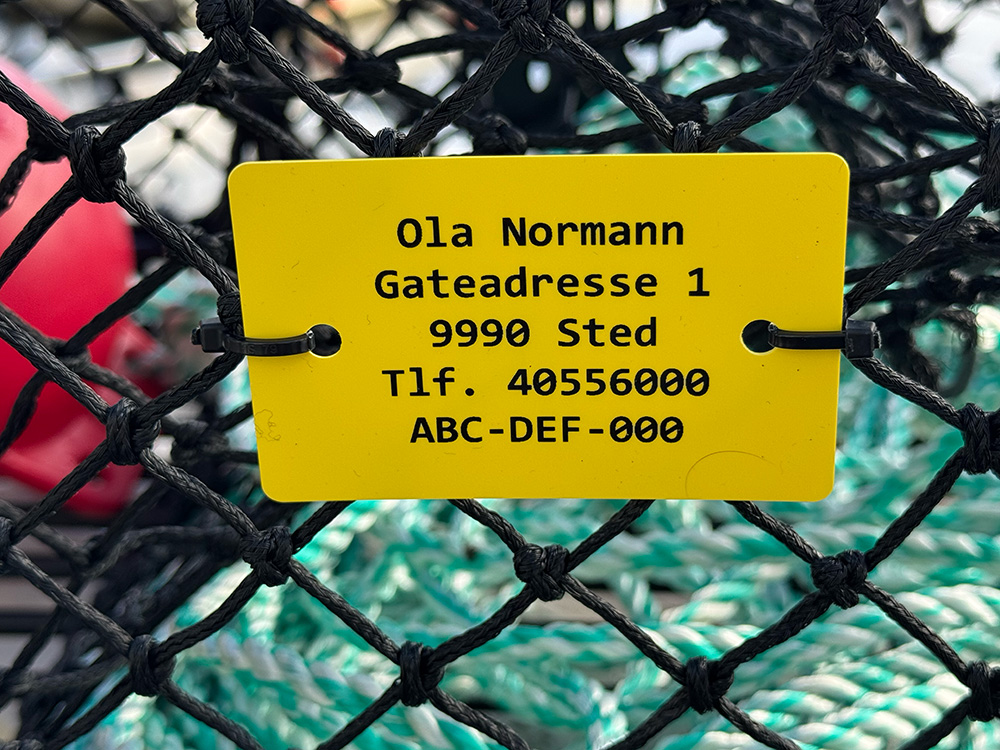 Ola Normann
Gateadresse 1
9990 Sted
Tlf. 40556000
ABC-DEF-000